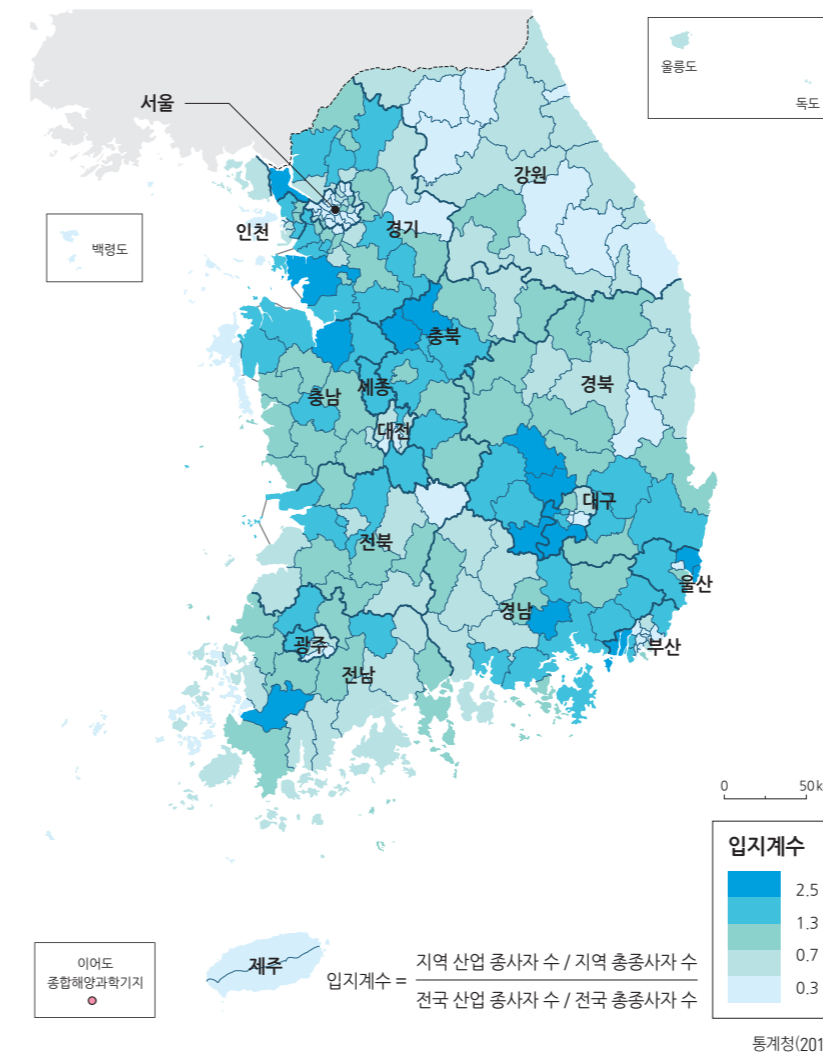 울릉도
독도
서울
강원
인천
경기
백령도
충북
경북
세종
충남
대전
대구
전북
울산
경남
부산
광주
전남
0 50 k
입지계수
2.5
1.3
0.7
0.3
이어도
종합해양과학기지
제주
입지계수 = 지역 산업 종사자 수 / 지역 총종사자 수
전국 산업 종사자 수 / 전국 총종사자 수
통계청(201